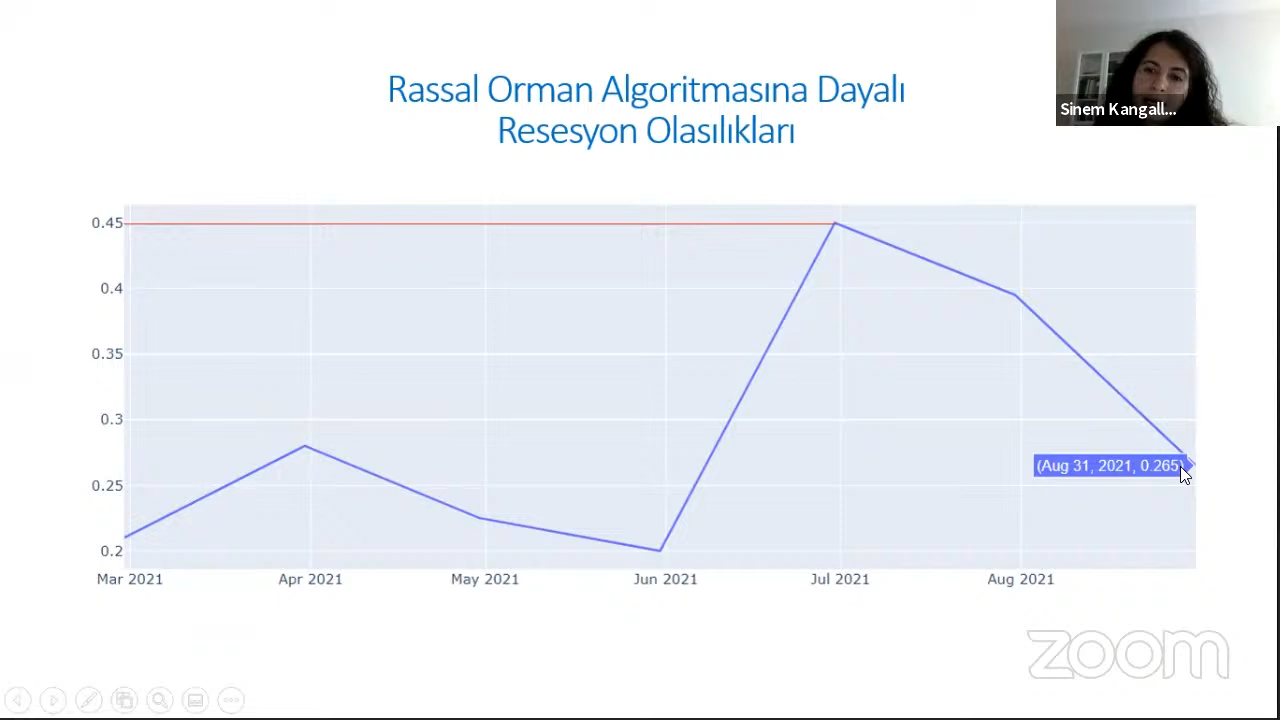 Rassal Orman Algoritmasına Dayalı
Resesyon Olasılıkları
Sinem Kangall...
0.45
0.4
0.35
0.3
0.25
0.2
(Aug 31, 2021, 0.265)
Mar 2021
Apr 2021
May 2021
Jun 2021
Jul 2021
Aug 2021
zoom